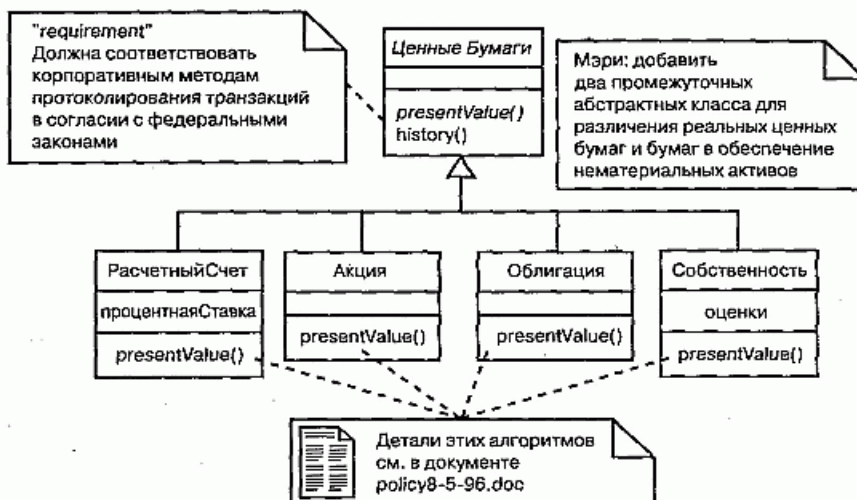 "requirement"
Должна соответствовать
корпоративным методам
протоколирования транзакций
в согласии с федеральными
законами
Ценные Бумаги
presentValue()
history()
Мэри: добавить
два промежуточных
абстрактных класса для
различения реальных ценных
бумаг и бумаг в обеспечение
нематериальных активов
РасчетныйСчет
процентнаяСтавка
presentValue()
Акция
presentValue()
Облигация
presentValue()
Собственность
оценки
presentValue()
Детали этих алгоритмов
см. в документе
policy8-5-96.doc